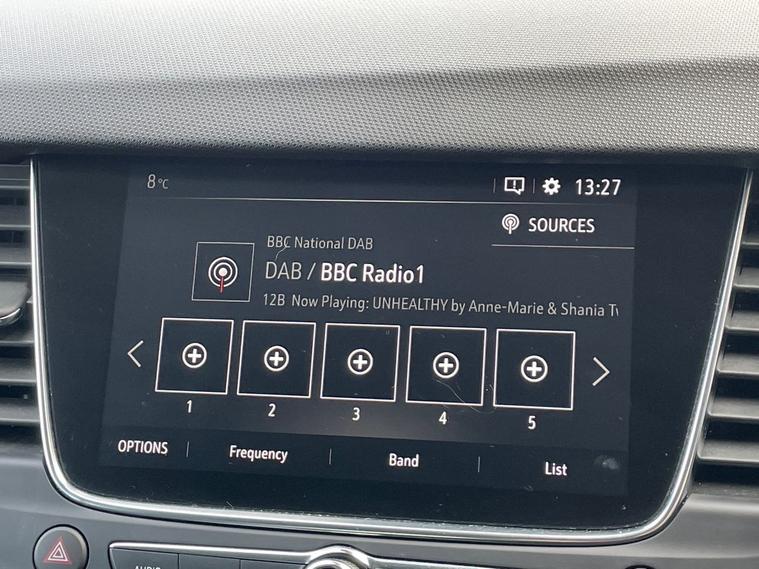 8°C 13:27
SOURCES
BBC National DAB
DAB / BBC Radio1
12B Now Playing: UNHEALTHY by Anne-Marie & Shania
1 2 3 4 5
OPTIONS Frequency Band List
AUDIO